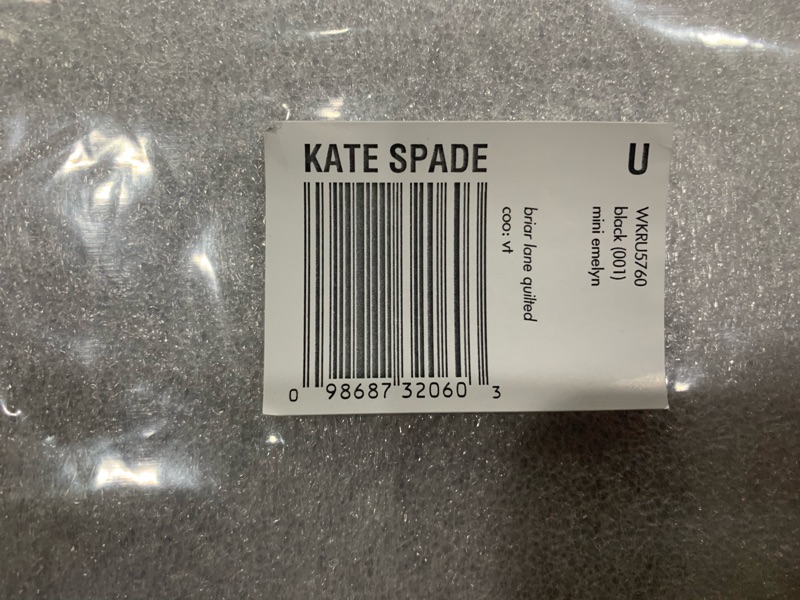 KATE SPADE
U
WKRU5760
black (001)
mini emelyn
briar lane quilted
coo: vt
0 98687 32060 3